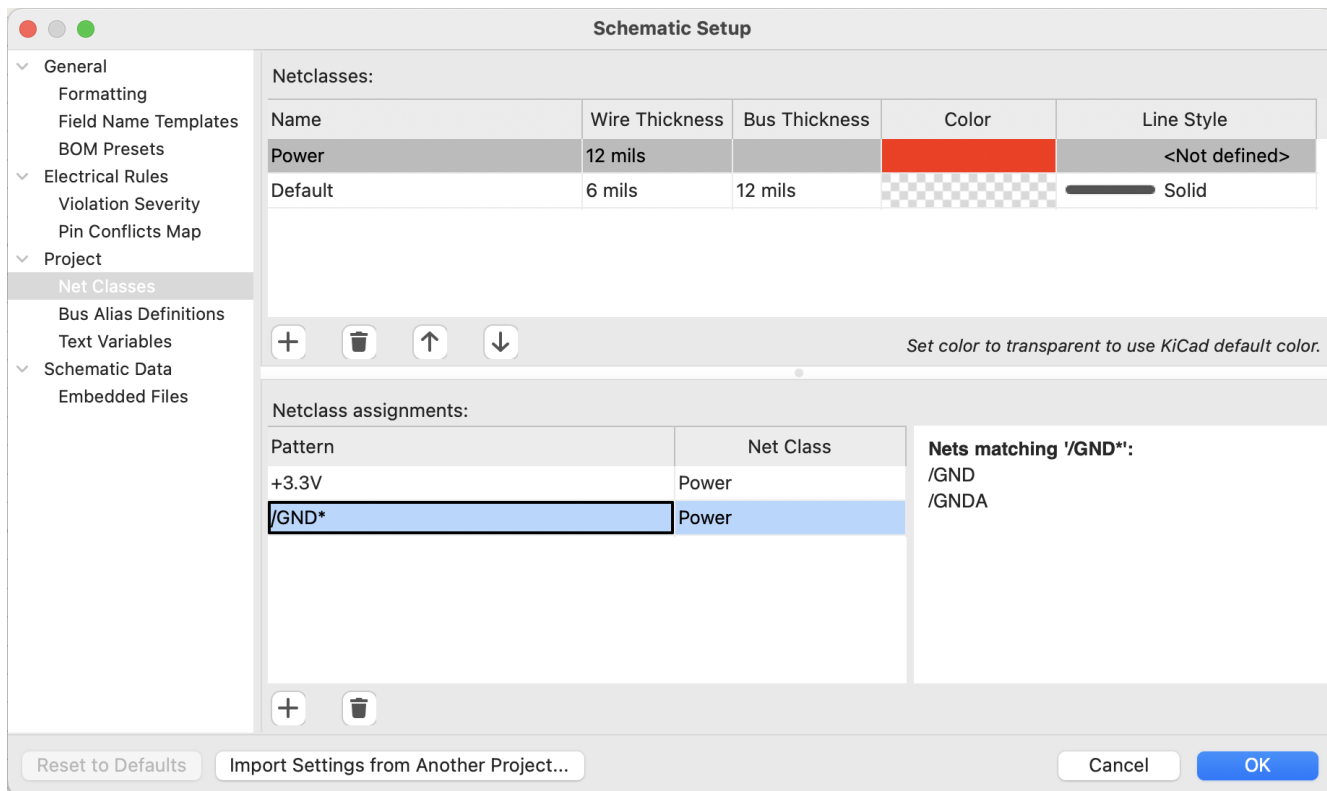 Schematic Setup
General
Formatting
Field Name Templates
BOM Presets
Electrical Rules
Violation Severity
Pin Conflicts Map
Project
Net Classes
Bus Alias Definitions
Text Variables
Schematic Data
Embedded Files
Netclasses:
Name Wire Thickness Bus Thickness Color Line Style
Power 12 mils <Not defined>
Default 6 mils 12 mils Solid
Set color to transparent to use KiCad default color.
Netclass assignments:
Pattern Net Class
+3.3V Power
/GND* Power
Nets matching '/GND*':
/GND
/GNDA
Reset to Defaults Import Settings from Another Project... Cancel OK